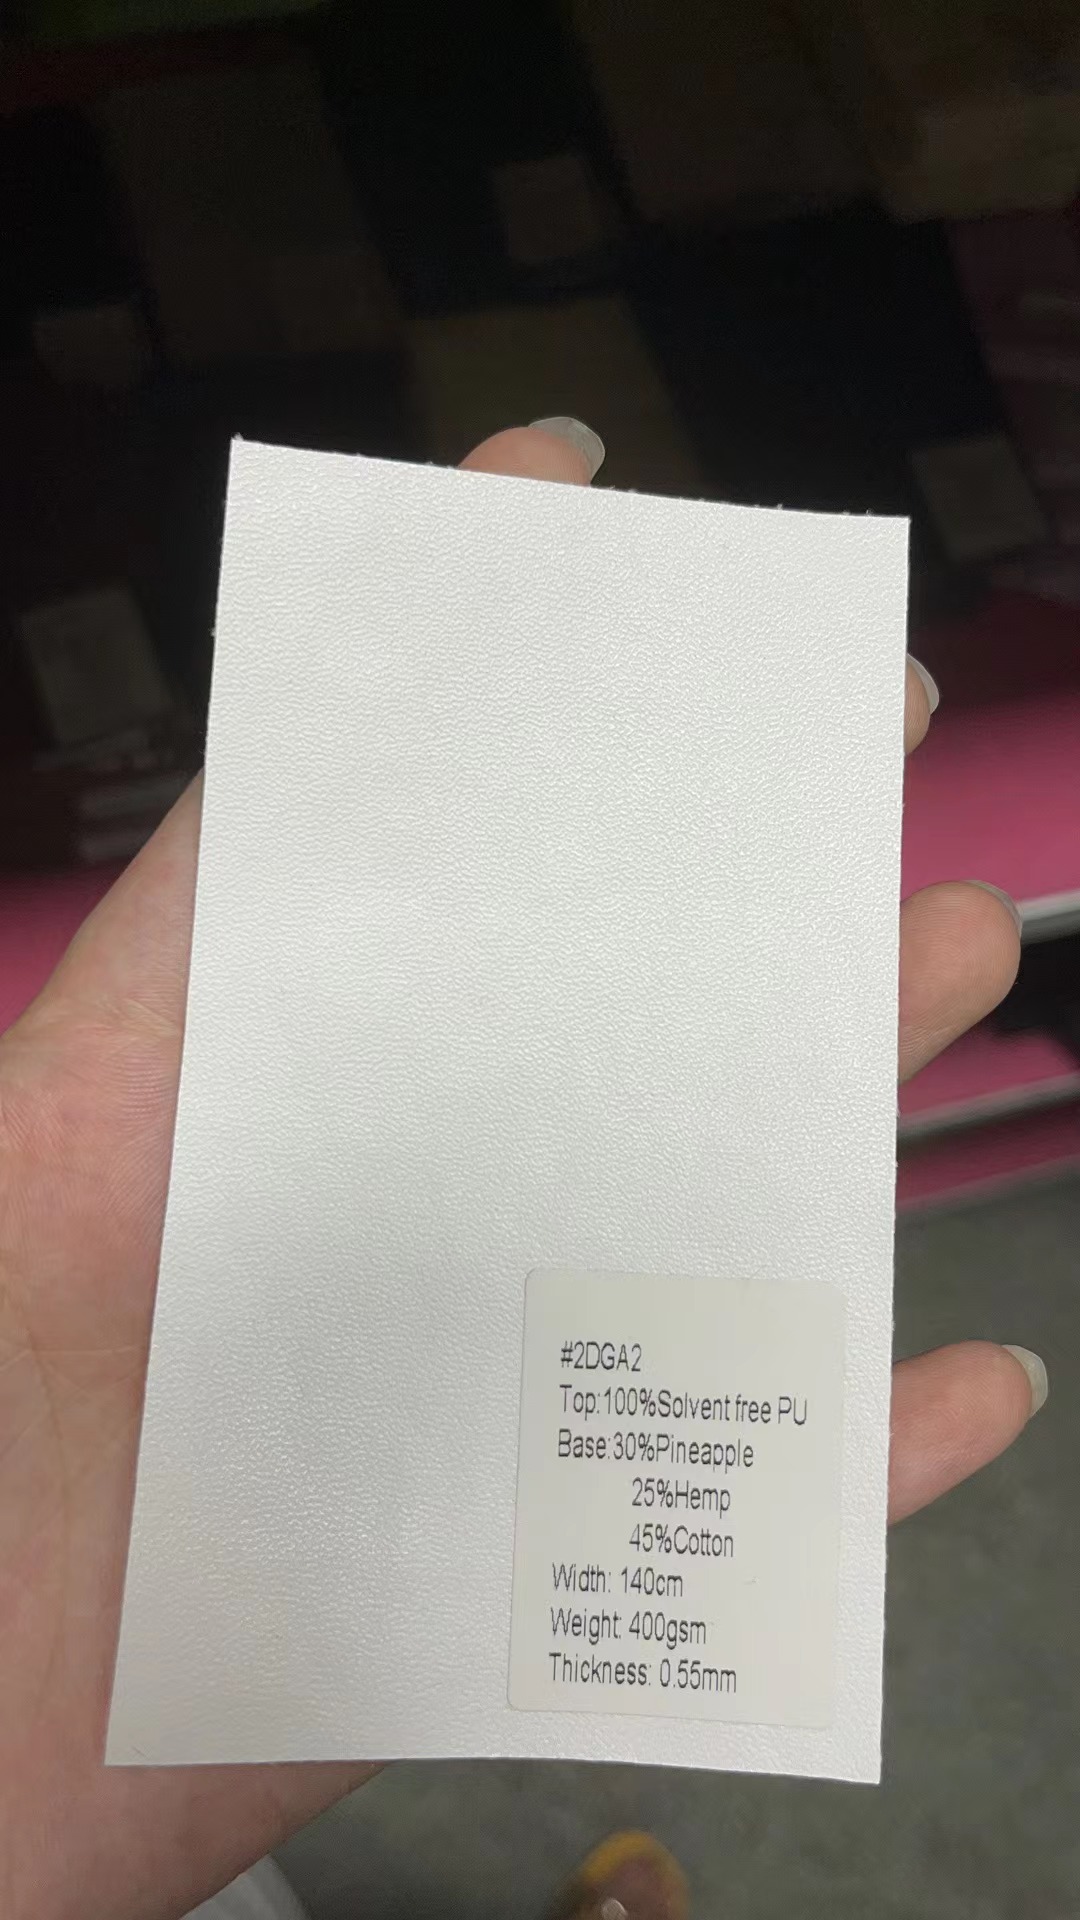 #2DGA2
Top:100%Solvent free PU
Base:30%Pineapple
25%Hemp
45%Cotton
Width: 140cm
Weight: 400gsm
Thickness: 0.55mm